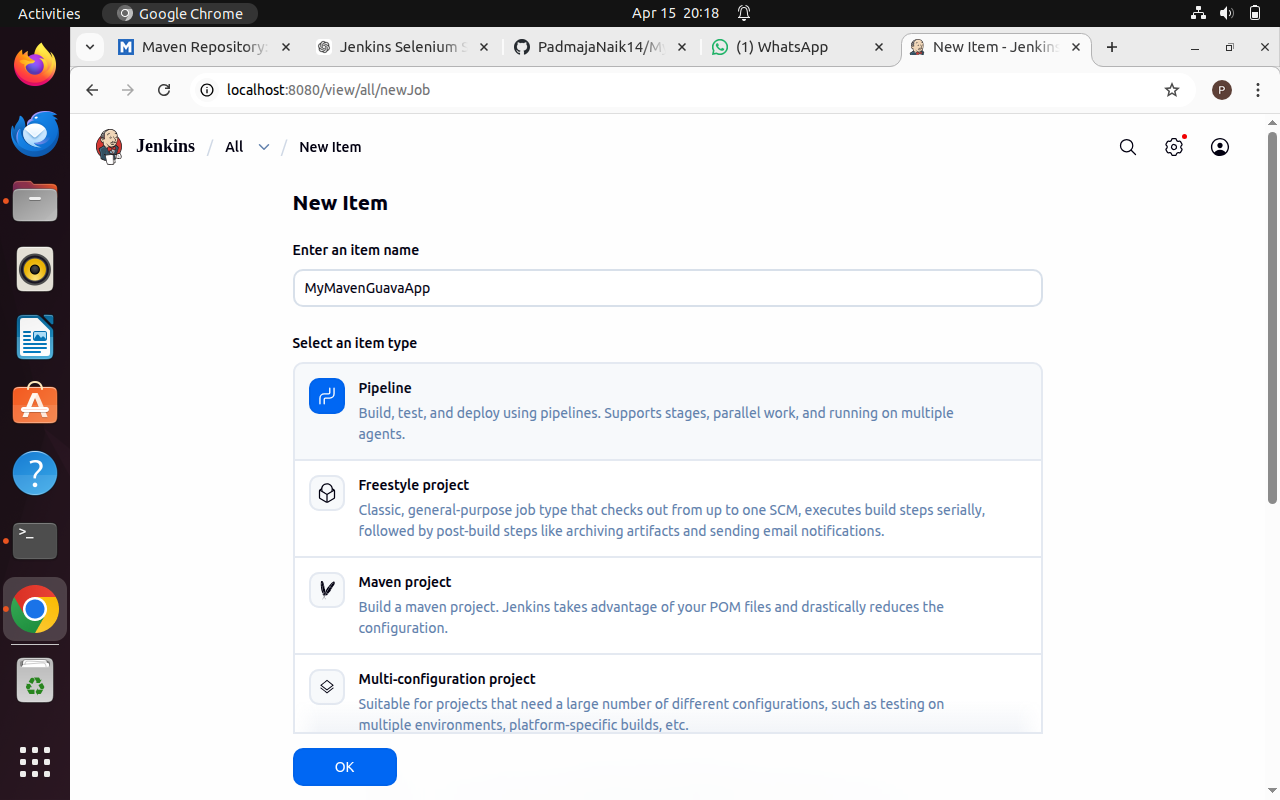 Activities
Google Chrome
Apr 15 20:18
Maven Repository:
Jenkins Selenium S
PadmajaNaik14/My
(1) WhatsApp
New Item - Jenkins
localhost:8080/view/all/newJob
P
Jenkins / All / New Item
New Item
Enter an item name
MyMavenGuavaApp
Select an item type
Pipeline
Build, test, and deploy using pipelines. Supports stages, parallel work, and running on multiple
agents.
Freestyle project
Classic, general-purpose job type that checks out from up to one SCM, executes build steps serially,
followed by post-build steps like archiving artifacts and sending email notifications.
Maven project
Build a maven project. Jenkins takes advantage of your POM files and drastically reduces the
configuration.
Multi-configuration project
Suitable for projects that need a large number of different configurations, such as testing on
multiple environments, platform-specific builds, etc.
OK